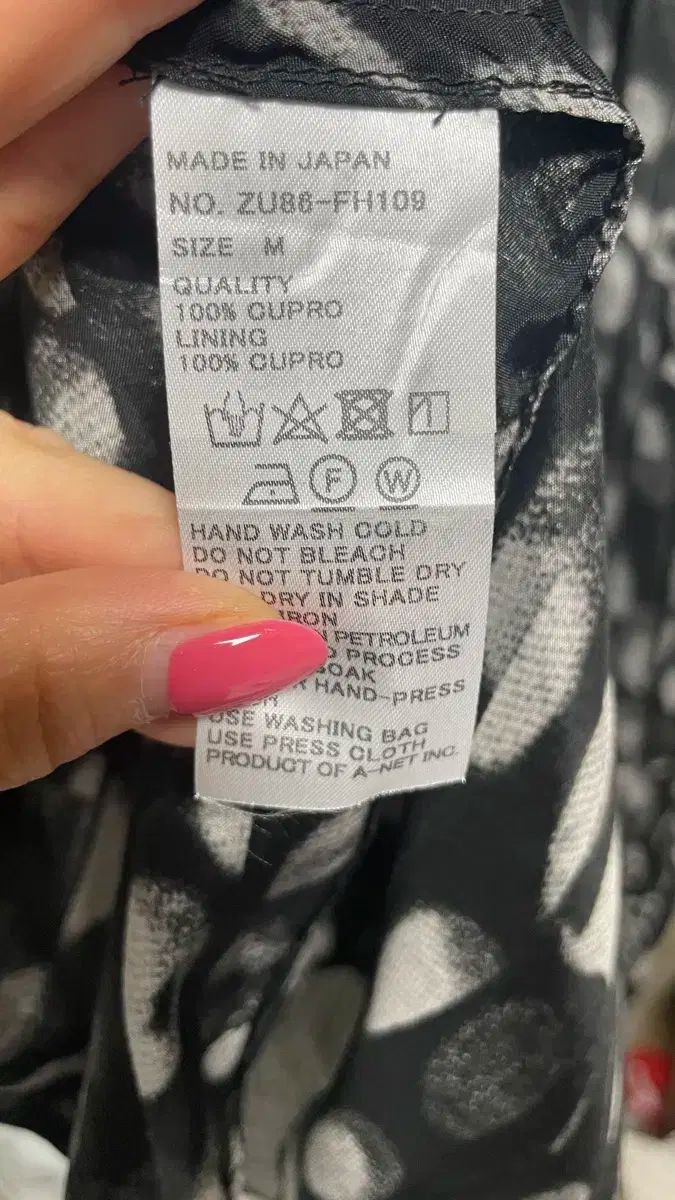 MADE IN JAPAN
NO. ZU86-FH109
SIZE M
QUALITY
100% CUPRO
LINING
100% CUPRO
F W
HAND WASH COLD
DO NOT BLEACH
DO NOT TUMBLE DRY
DRY IN SHADE
IRON
PETROLEUM
PROCESS
SOAK
HAND-PRESS
USE WASHING BAG
USE PRESS CLOTH
PRODUCT OF A-NET INC.